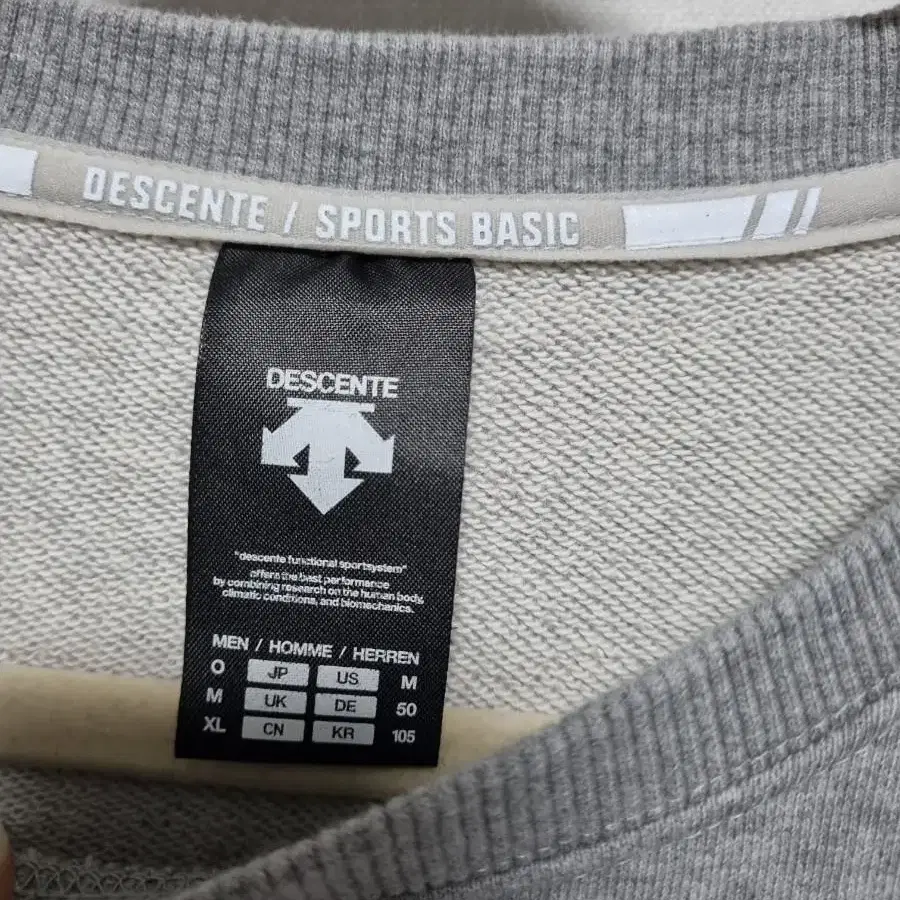 DESCENTE / SPORTS BASIC
DESCENTE
"descente functional sportsystem"
offers the best performance
by combining research on the human body,
climatic conditions, and biomechanics.
MEN / HOMME / HERREN
O JP US M
M UK DE 50
XL CN KR 105